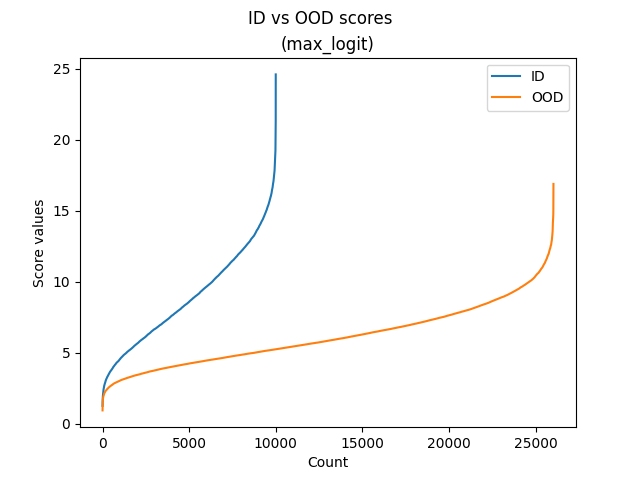 ID vs OOD scores
(max_logit)
ID
OOD
Score values
25
20
15
10
5
0
0
5000
10000
15000
20000
25000
Count